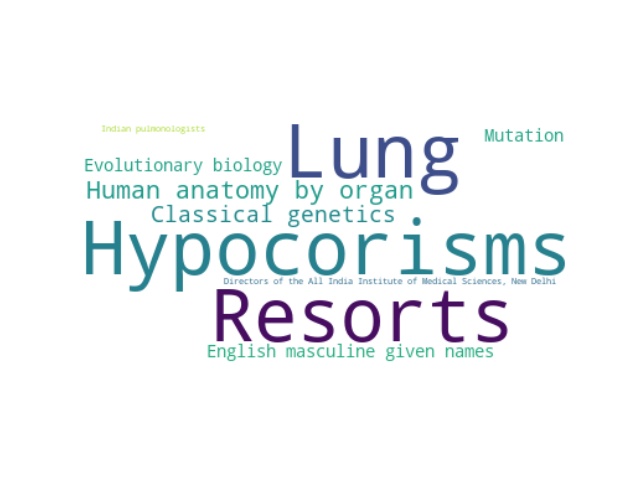 Indian pulmonologists
Lung
Mutation
Evolutionary biology
Human anatomy by organ
Classical genetics
Hypocorisms
Directors of the All India Institute of Medical Sciences, New Delhi
Resorts
English masculine given names